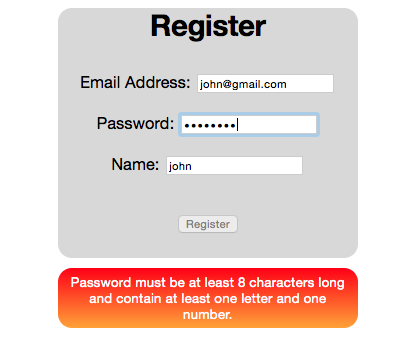 Register
Email Address: john@gmail.com
Password: ••••••••
Name: john
Register
Password must be at least 8 characters long
and contain at least one letter and one
number.